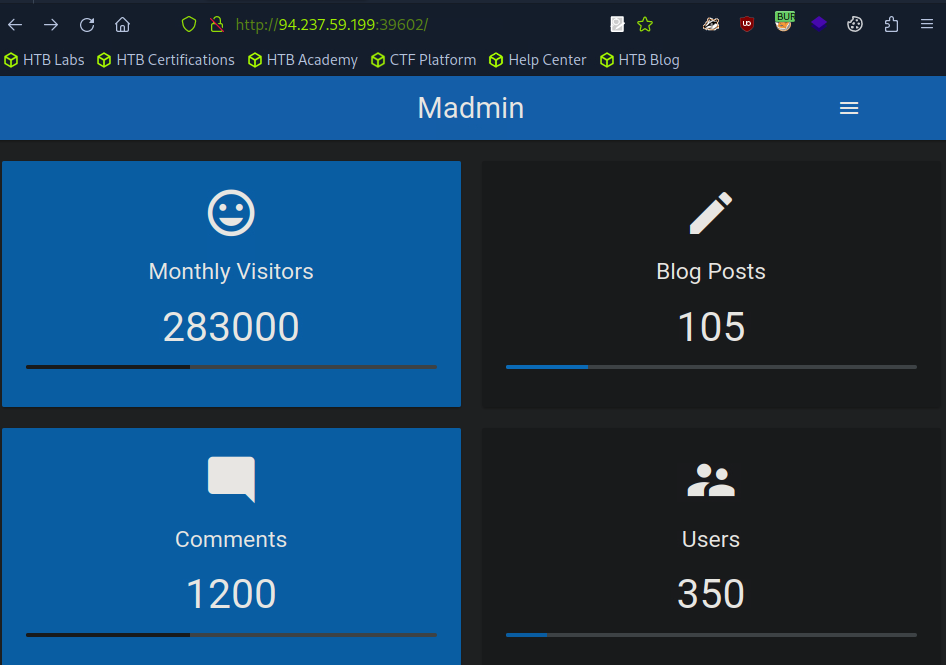 http://94.237.59.199:39602/
HTB Labs HTB Certifications HTB Academy CTF Platform Help Center HTB Blog
Madmin
Monthly Visitors
283000
Blog Posts
105
Comments
1200
Users
350